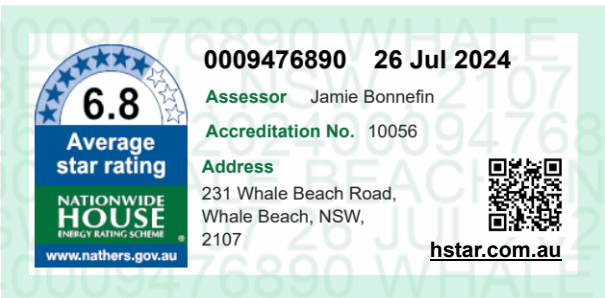 0009476890 26 Jul 2024
6.8
Average
star rating
NATIONWIDE
HOUSE
ENERGY RATING SCHEME ®
www.nathers.gov.au
Assessor Jamie Bonnefin
Accreditation No. 10056
Address
231 Whale Beach Road,
Whale Beach, NSW,
2107
hstar.com.au